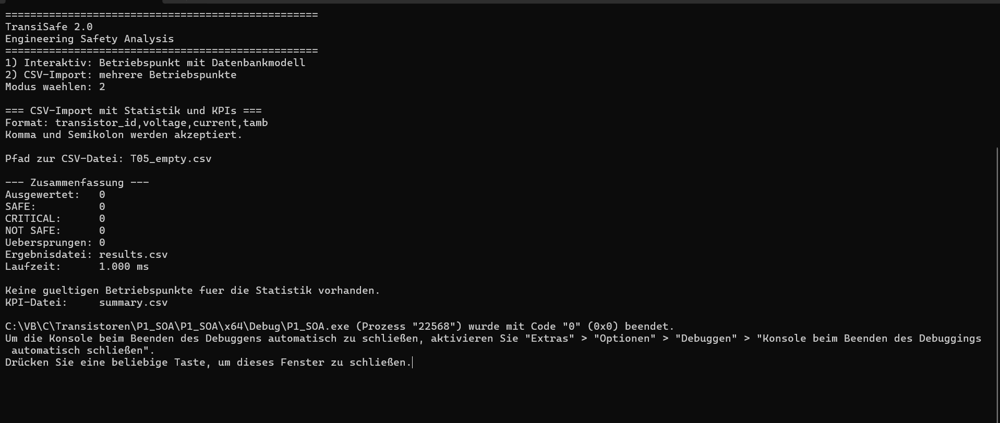 ==================================================
TransiSafe 2.0
Engineering Safety Analysis
==================================================
1) Interaktiv: Betriebspunkt mit Datenbankmodell
2) CSV-Import: mehrere Betriebspunkte
Modus waehlen: 2
=== CSV-Import mit Statistik und KPIs ===
Format: transistor_id,voltage,current,tamb
Komma und Semikolon werden akzeptiert.
Pfad zur CSV-Datei: T05_empty.csv
--- Zusammenfassung ---
Ausgewertet:   0
SAFE:          0
CRITICAL:      0
NOT SAFE:      0
Uebersprungen: 0
Ergebnisdatei: results.csv
Laufzeit:      1.000 ms
Keine gueltigen Betriebspunkte fuer die Statistik vorhanden.
KPI-Datei:     summary.csv
C:\VB\C\Transistoren\P1_SOA\P1_SOA\x64\Debug\P1_SOA.exe (Prozess "22568") wurde mit Code "0" (0x0) beendet.
Um die Konsole beim Beenden des Debuggens automatisch zu schließen, aktivieren Sie "Extras" > "Optionen" > "Debuggen" > "Konsole beim Beenden des Debuggings
automatisch schließen".
Drücken Sie eine beliebige Taste, um dieses Fenster zu schließen.